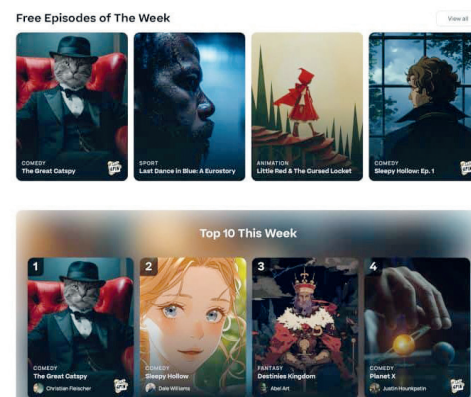 Free Episodes of The Week
View all
COMEDY
The Great Catspy
SPORT
Last Dance in Blue: A Eurostory
ANIMATION
Little Red & The Cursed Locket
COMEDY
Sleepy Hollow: Ep. 1
Top 10 This Week
1
2
3
4
COMEDY
The Great Catspy
Christian Fleischer
COMEDY
Sleepy Hollow
Dale Williams
FANTASY
Destinies Kingdom
Abel Art
COMEDY
Planet X
Justin Hounkpatin